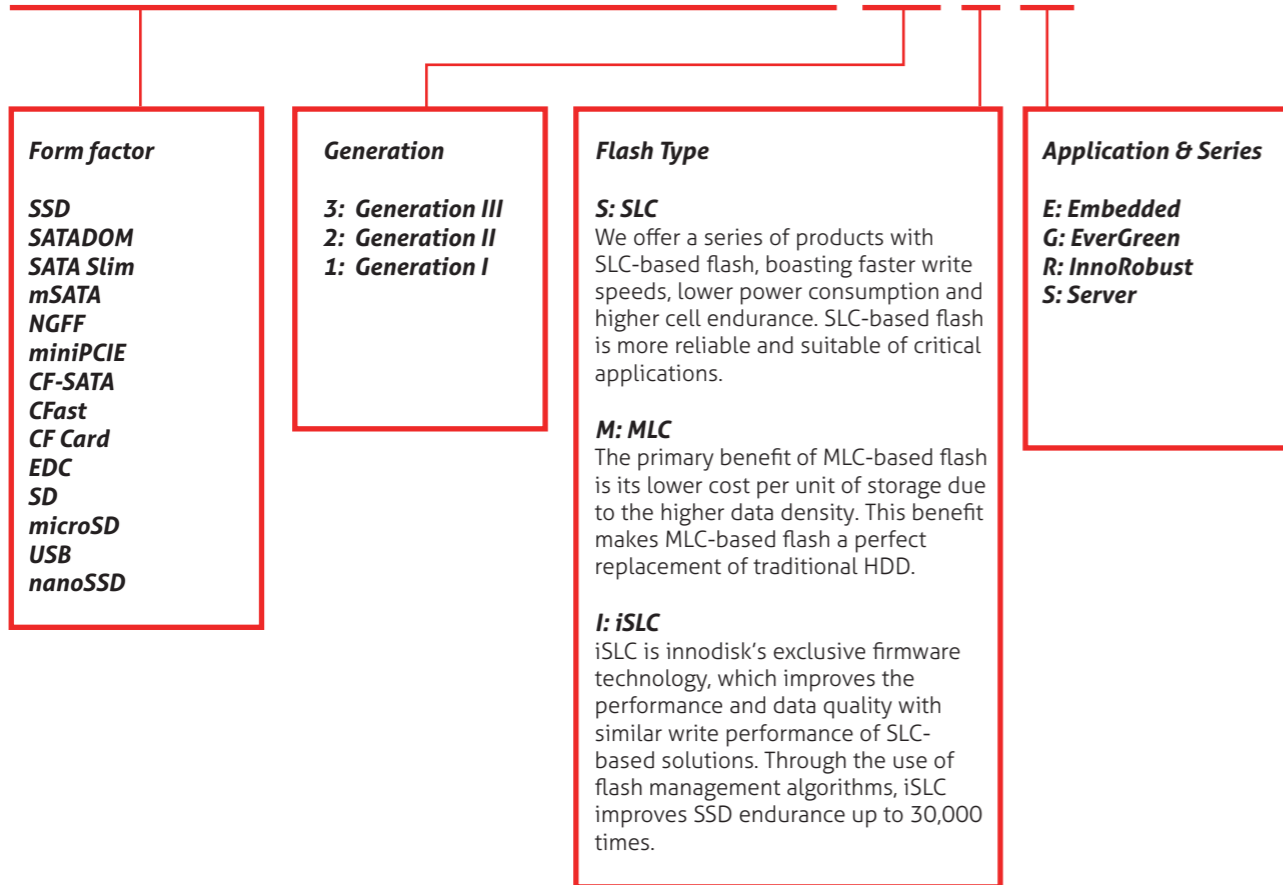 Form factor
SSD
SATADOM
SATA Slim
mSATA
NGFF
miniPCIE
CF-SATA
CFast
CF Card
EDC
SD
microSD
USB
nanoSSD
Generation
3: Generation III
2: Generation II
1: Generation I
Flash Type
S: SLC
We offer a series of products with
SLC-based flash, boasting faster write
speeds, lower power consumption and
higher cell endurance. SLC-based flash
is more reliable and suitable of critical
applications.
M: MLC
The primary benefit of MLC-based flash
is its lower cost per unit of storage due
to the higher data density. This benefit
makes MLC-based flash a perfect
replacement of traditional HDD.
I: iSLC
iSLC is innodisk's exclusive firmware
technology, which improves the
performance and data quality with
similar write performance of SLC-
based solutions. Through the use of
flash management algorithms, iSLC
improves SSD endurance up to 30,000
times.
Application & Series
E: Embedded
G: EverGreen
R: InnoRobust
S: Server